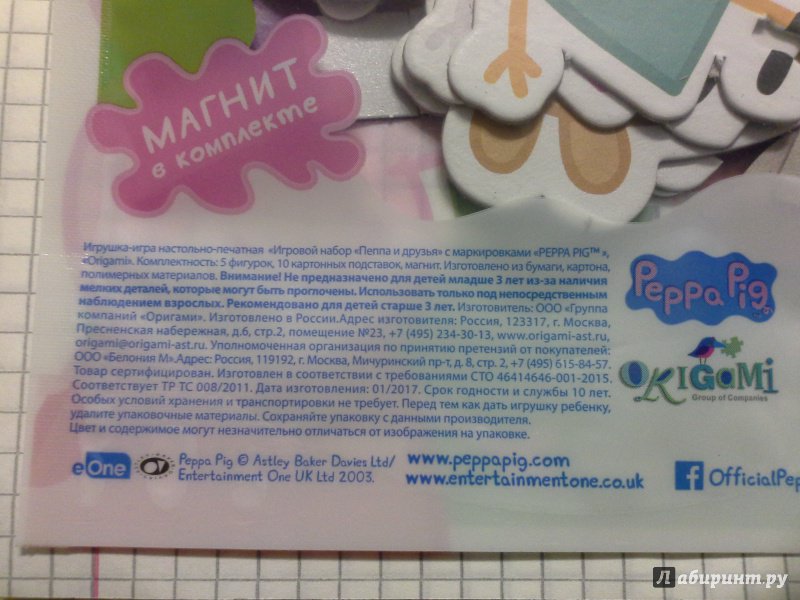 МАГНИТ
в комплекте
Игрушка-игра настольно-печатная «Игровой набор «Пеппа и друзья» с маркировками «PEPPA PIG™»,
«Origami». Комплектность: 5 фигурок, 10 картонных подставок, магнит. Изготовлено из бумаги, картона,
полимерных материалов. Внимание! Не предназначено для детей младше 3 лет из-за наличия
мелких деталей, которые могут быть проглочены. Использовать только под непосредственным
наблюдением взрослых. Рекомендовано для детей старше 3 лет. Изготовитель: ООО «Группа
компаний «Оригами». Изготовлено в России.Адрес изготовителя: Россия, 123317, г. Москва,
Пресненская набережная, д.6, стр.2, помещение №23, +7 (495) 234-30-13, www.origami-ast.ru,
origami@origami-ast.ru. Уполномоченная организация по принятию претензий от покупателей:
ООО «Белония М».Адрес: Россия, 119192, г. Москва, Мичуринский пр-т, д. 8, стр. 2, +7 (495) 615-84-57.
Товар сертифицирован. Изготовлен в соответствии с требованиями СТО 46414646-001-2015.
Соответствует ТР ТС 008/2011. Дата изготовления: 01/2017. Срок годности и службы 10 лет.
Особых условий хранения и транспортировки не требует. Перед тем как дать игрушку ребенку,
удалите упаковочные материалы. Сохраняйте упаковку с данными производителя.
Цвет и содержимое могут незначительно отличаться от изображения на упаковке.
Peppa Pig
ORIGAMI
Group of Companies
eOne
Peppa Pig © Astley Baker Davies Ltd/
Entertainment One UK Ltd 2003.
www.peppapig.com
www.entertainmentone.co.uk
f OfficialPep
Лабиринт.ру